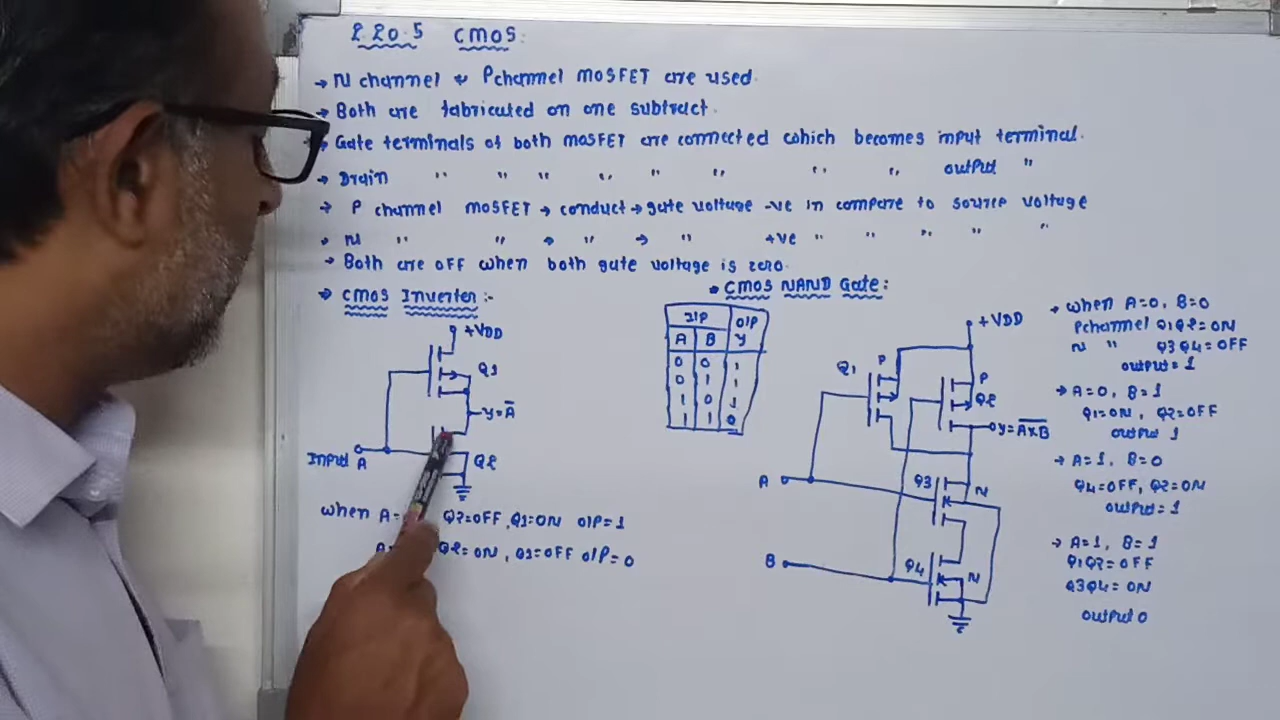 2.20.5 CMOS:
→ N channel & Pchannel MOSFET are used.
→ Both are fabricated on one subtract.
→ Gate terminals of both MOSFET are connected which becomes input terminal.
→ Drain " " " " " " " " output "
→ P channel MOSFET → conduct → gate voltage -ve in compare to source voltage
→ N " " → " → " +ve " " " " "
→ Both are OFF when both gate voltage is zero.
→ CMOS Inverter :-
+VDD
Q1
Y=A̅
Input A
Q2
when A= Q2=OFF, Q1=ON O/P=1
A= Q2=ON, Q1=OFF O/P=0
• CMOS NAND Gate:
I/P O/P
A B Y
0 0 1
0 1 1
1 0 1
1 1 0
+VDD
Q1 P
P Q2
Y=A̅×̅B̅
A
Q3 N
B
Q4 N
→ when A=0, B=0
Pchannel Q1Q2=ON
N " Q3Q4=OFF
output=1
→ A=0, B=1
Q1=ON, Q2=OFF
output 1
→ A=1, B=0
Q4=OFF, Q2=ON
output=1
→ A=1, B=1
Q1Q2=OFF
Q3Q4=ON
output 0